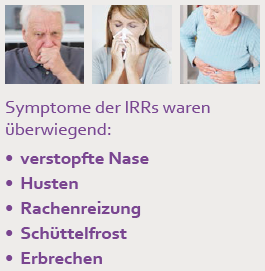 Symptome der IRRs waren
überwiegend:
• verstopfte Nase
• Husten
• Rachenreizung
• Schüttelfrost
• Erbrechen